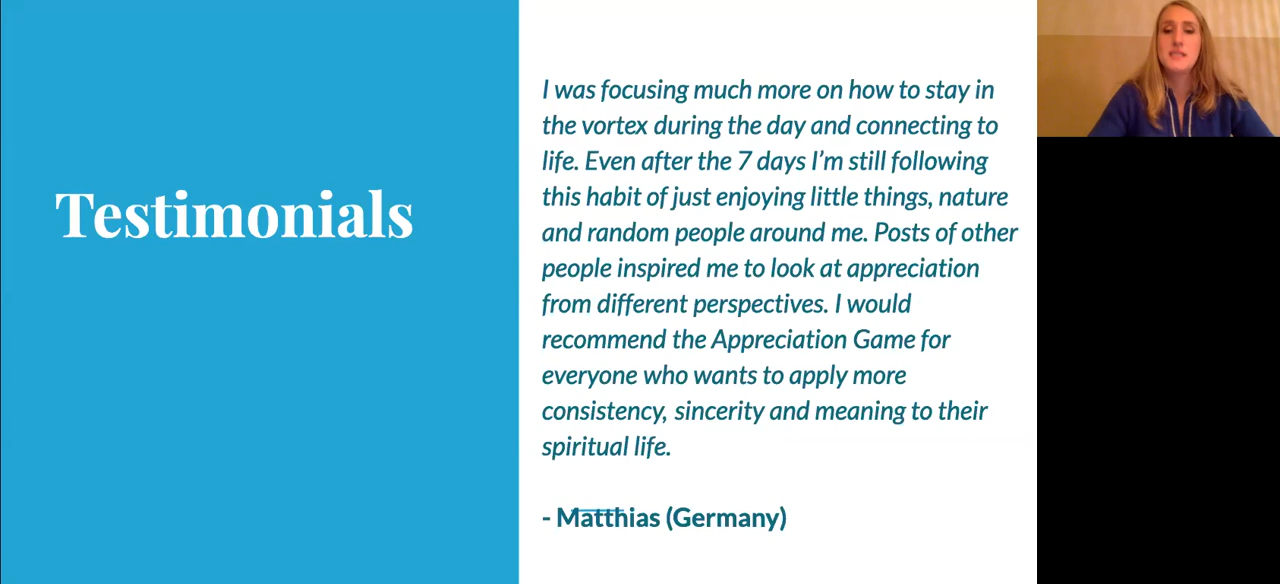 Testimonials
I was focusing much more on how to stay in
the vortex during the day and connecting to
life. Even after the 7 days I’m still following
this habit of just enjoying little things, nature
and random people around me. Posts of other
people inspired me to look at appreciation
from different perspectives. I would
recommend the Appreciation Game for
everyone who wants to apply more
consistency, sincerity and meaning to their
spiritual life.
- Matthias (Germany)